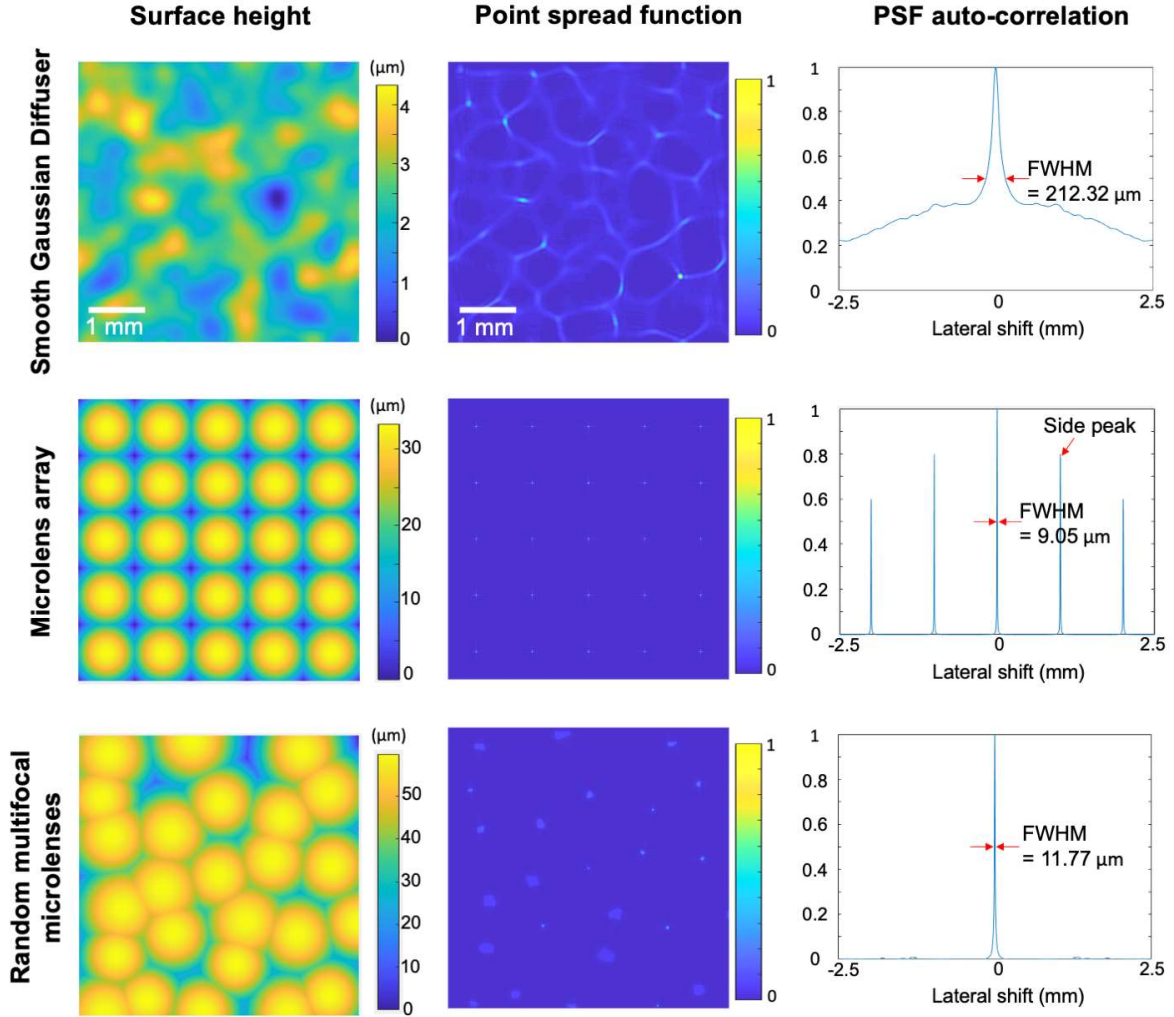 Surface height
Point spread function
PSF auto-correlation
Smooth Gaussian Diffuser
(µm)
4
3
2
1
0
1 mm
1
0
1 mm
1
0.8
0.6
0.4
0.2
0
-2.5
0
2.5
Lateral shift (mm)
FWHM
= 212.32 µm
Microlens array
(µm)
30
20
10
0
1
0
1
0.8
0.6
0.4
0.2
0
-2.5
0
2.5
Lateral shift (mm)
Side peak
FWHM
= 9.05 µm
Random multifocal
microlenses
(µm)
50
40
30
20
10
0
1
0
1
0.8
0.6
0.4
0.2
0
-2.5
0
2.5
Lateral shift (mm)
FWHM
= 11.77 µm